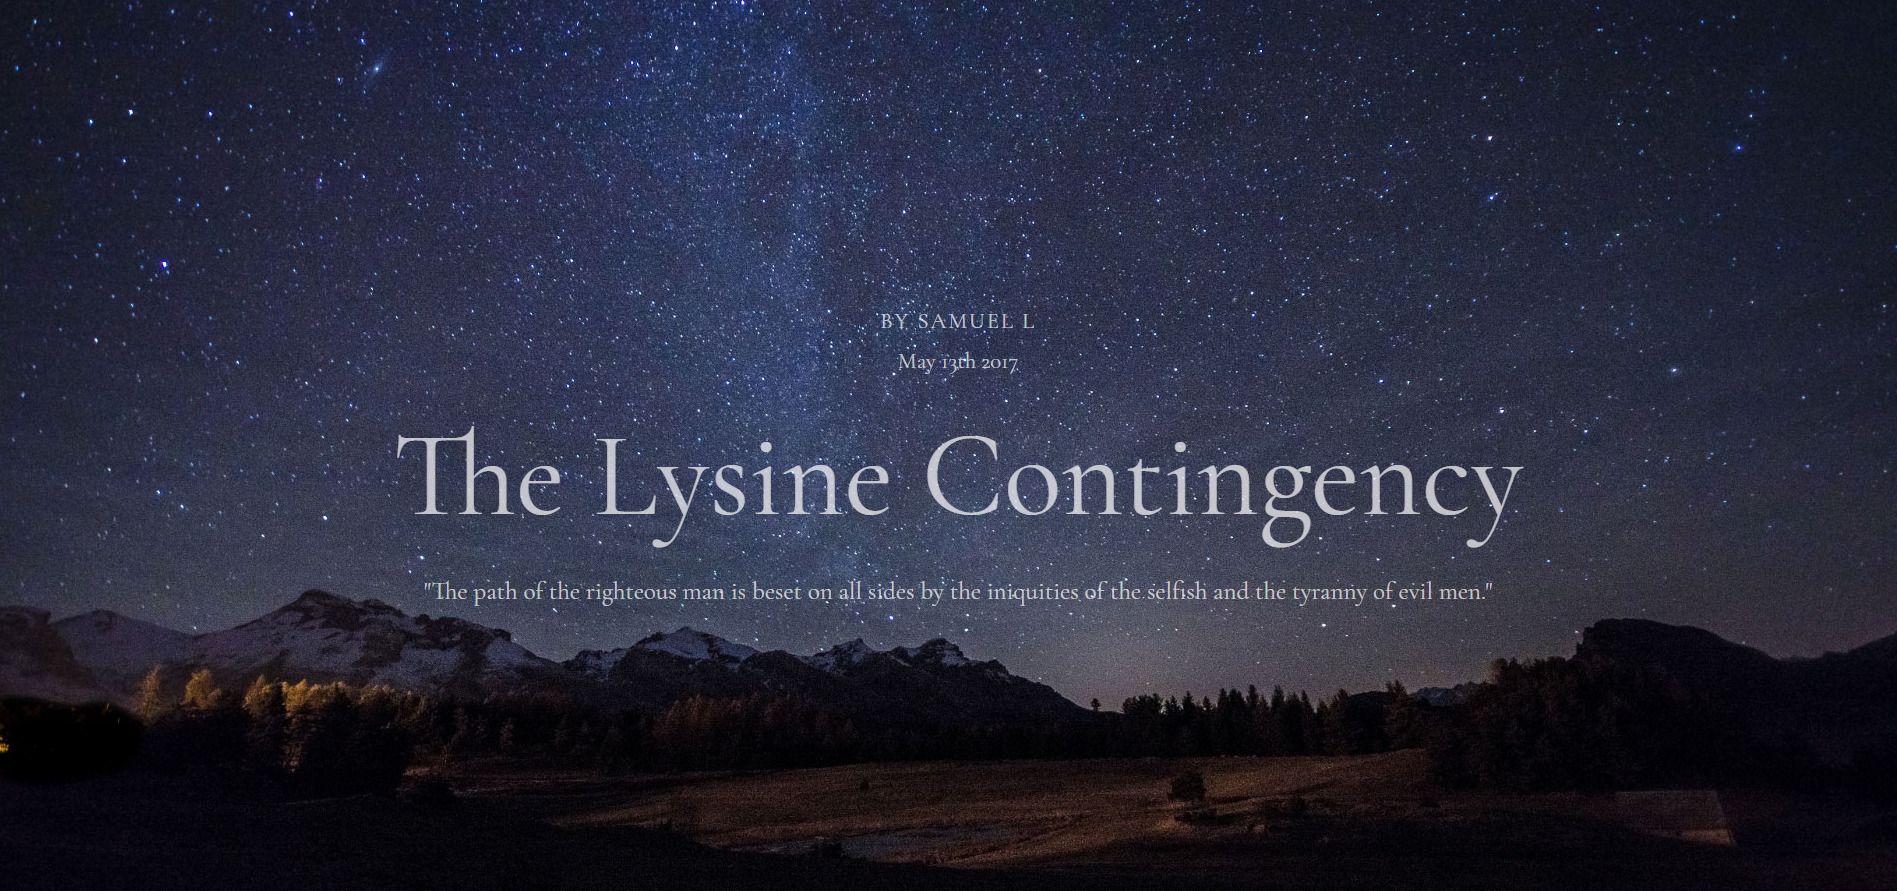 BY SAMUEL L
May 13th 2017
The Lysine Contingency
"The path of the righteous man is beset on all sides by the iniquities of the selfish and the tyranny of evil men."